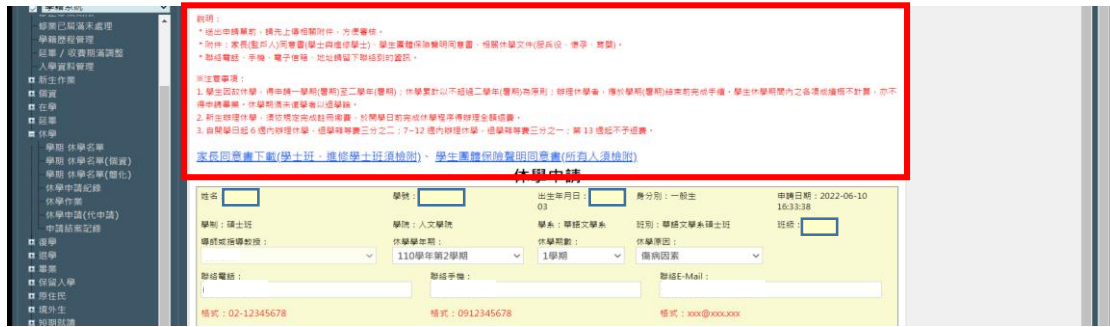 學籍系統
修業已屆滿未處理
學籍歷程管理
延畢 / 收費期滿調整
入學資料管理
新生作業
個資
在學
延畢
休學
學期 休學名單
學期 休學名單(個資)
學期 休學名單(簡化)
休學申請紀錄
休學作業
休學申請(代申請)
申請結案記錄
復學
退學
畢業
保留入學
原住民
境外生
短期就讀
說明：
*送出申請單前，請先上傳相關附件，方便審核。
*附件：家長(監護人)同意書(學士與進修學士)、學生團體保險聲明同意書、相關休學文件(服兵役、懷孕、育嬰)。
*聯絡電話、手機、電子信箱、地址請留下聯絡到的資訊。
※注意事項：
1. 學生因故休學，得申請一學期(暑期)至二學年(暑期)；休學累計以不超過二學年(暑期)為原則；辦理休學者，應於學期(暑期)結束前完成手續。學生休學期間內之各項成績概不計算，亦不
得申請畢業。休學期滿未復學者以退學論。
2. 新生辦理休學，須依規定完成註冊繳費，於開學日前完成休學程序得辦理全額退費。
3. 自開學日起 6 週內辦理休學，退學雜等費三分之二；7~12 週內辦理休學，退學雜等費三分之一；第 13 週起不予退費。
家長同意書下載(學士班、進修學士班須檢附)、 學生團體保險聲明同意書(所有人須檢附)
休學申請
姓名： 學號： 出生年月日： 身分別：一般生 申請日期：2022-06-10
03 16:33:38
學制：碩士班 學院：人文學院 學系：華語文學系 班別：華語文學系碩士班 班級：
導師或指導教授： 休學學年期： 休學期數： 休學原因：
110學年第2學期 1學期 傷病因素
聯絡電話： 聯絡手機： 聯絡E-Mail：
格式：02-12345678 格式：0912345678 格式：xxx@xxx.xxx